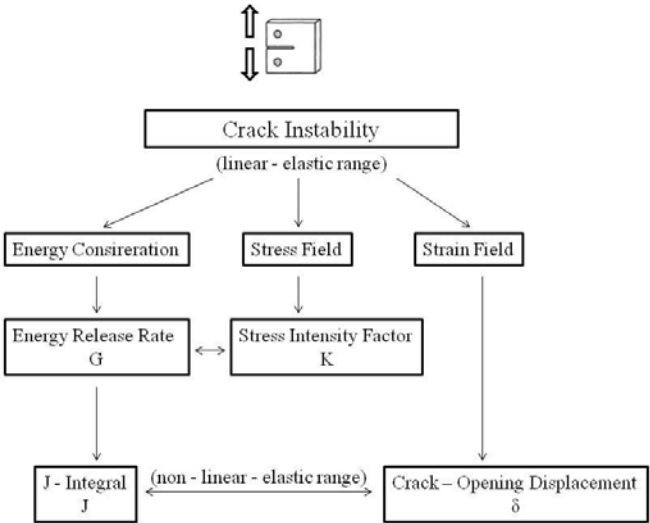 Crack Instability
(linear - elastic range)
Energy Consireration
Stress Field
Strain Field
Energy Release Rate
G
Stress Intensity Factor
K
J - Integral
J
(non - linear - elastic range)
Crack – Opening Displacement
δ